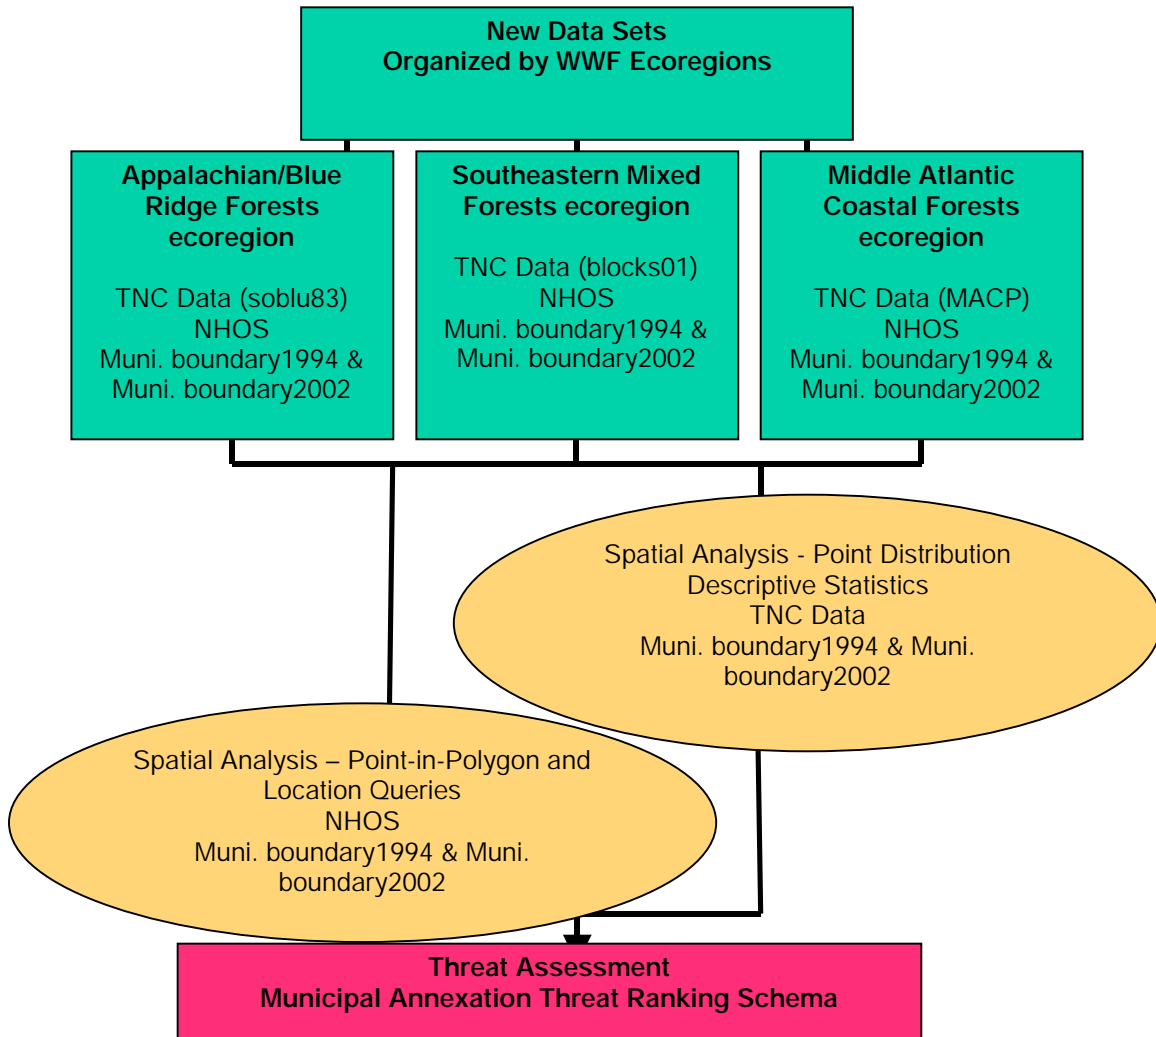 New Data Sets
Organized by WWF Ecoregions
Appalachian/Blue
Ridge Forests
ecoregion
TNC Data (soblu83)
NHOS
Muni. boundary1994 &
Muni. boundary2002
Southeastern Mixed
Forests ecoregion
TNC Data (blocks01)
NHOS
Muni. boundary1994 &
Muni. boundary2002
Middle Atlantic
Coastal Forests
ecoregion
TNC Data (MACP)
NHOS
Muni. boundary1994 &
Muni. boundary2002
Spatial Analysis - Point Distribution
Descriptive Statistics
TNC Data
Muni. boundary1994 & Muni.
boundary2002
Spatial Analysis – Point-in-Polygon and
Location Queries
NHOS
Muni. boundary1994 & Muni.
boundary2002
Threat Assessment
Municipal Annexation Threat Ranking Schema